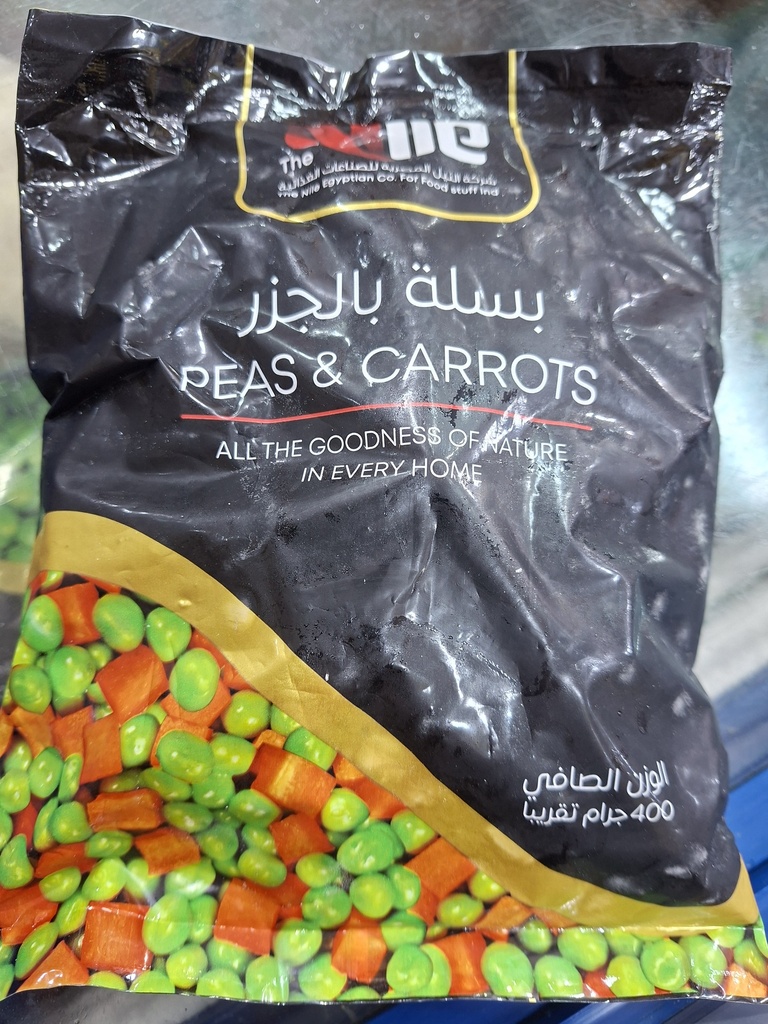 The Nile
شركة النيل المصرية للصناعات الغذائية
The Nile Egyptian Co. For Food stuff Ind
بسلة بالجزر
PEAS & CARROTS
ALL THE GOODNESS OF NATURE
IN EVERY HOME
الوزن الصافي
400 جرام تقريبا